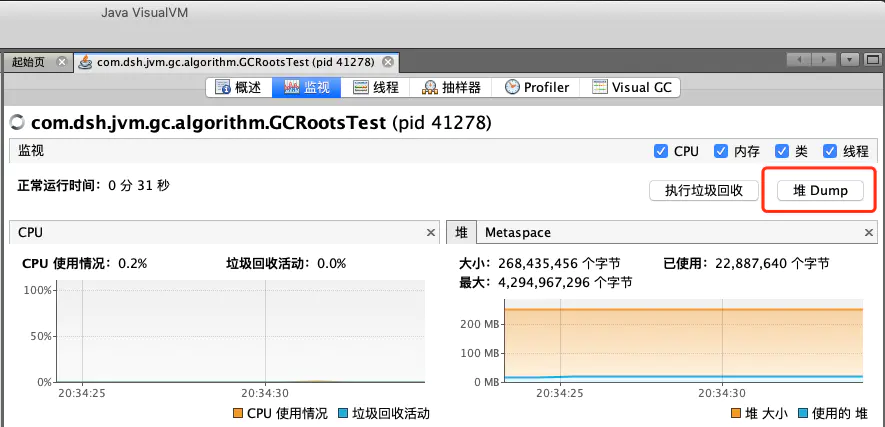 Java VisualVM
起始页 com.dsh.jvm.gc.algorithm.GCRootsTest (pid 41278)
概述 监视 线程 抽样器 Profiler Visual GC
com.dsh.jvm.gc.algorithm.GCRootsTest (pid 41278)
监视 CPU 内存 类 线程
正常运行时间：0 分 31 秒 执行垃圾回收 堆 Dump
CPU
CPU 使用情况：0.2% 垃圾回收活动：0.0%
100%
50%
0%
20:34:25 20:34:30
CPU 使用情况 垃圾回收活动
堆 Metaspace
大小：268,435,456 个字节 已使用：22,887,640 个字节
最大：4,294,967,296 个字节
200 MB
100 MB
0 MB
20:34:25 20:34:30
堆 大小 使用的 堆